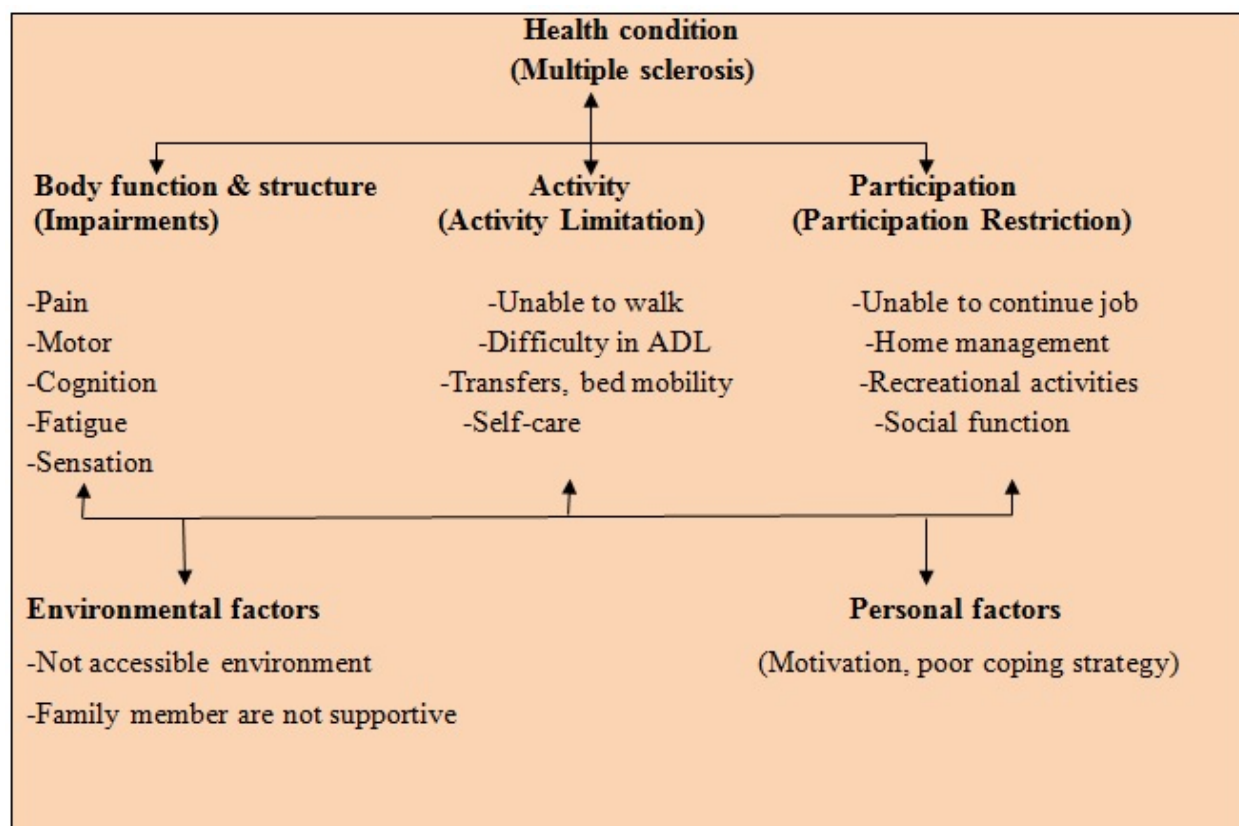 Health condition
(Multiple sclerosis)
Body function & structure
(Impairments)
-Pain
-Motor
-Cognition
-Fatigue
-Sensation
Activity
(Activity Limitation)
-Unable to walk
-Difficulty in ADL
-Transfers, bed mobility
-Self-care
Participation
(Participation Restriction)
-Unable to continue job
-Home management
-Recreational activities
-Social function
Environmental factors
-Not accessible environment
-Family member are not supportive
Personal factors
(Motivation, poor coping strategy)